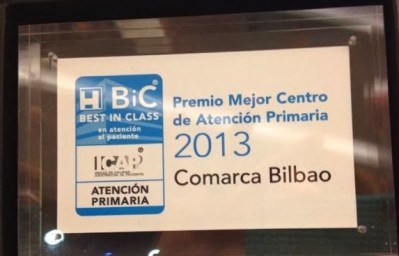 H BiC®
BEST IN CLASS
en atención
al paciente
ICAP
ATENCIÓN
PRIMARIA
Premio Mejor Centro
de Atención Primaria
2013
Comarca Bilbao